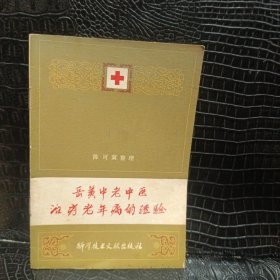 陈可冀整理
岳美中老中医
治疗老年病的经验
科学技术文献出版社